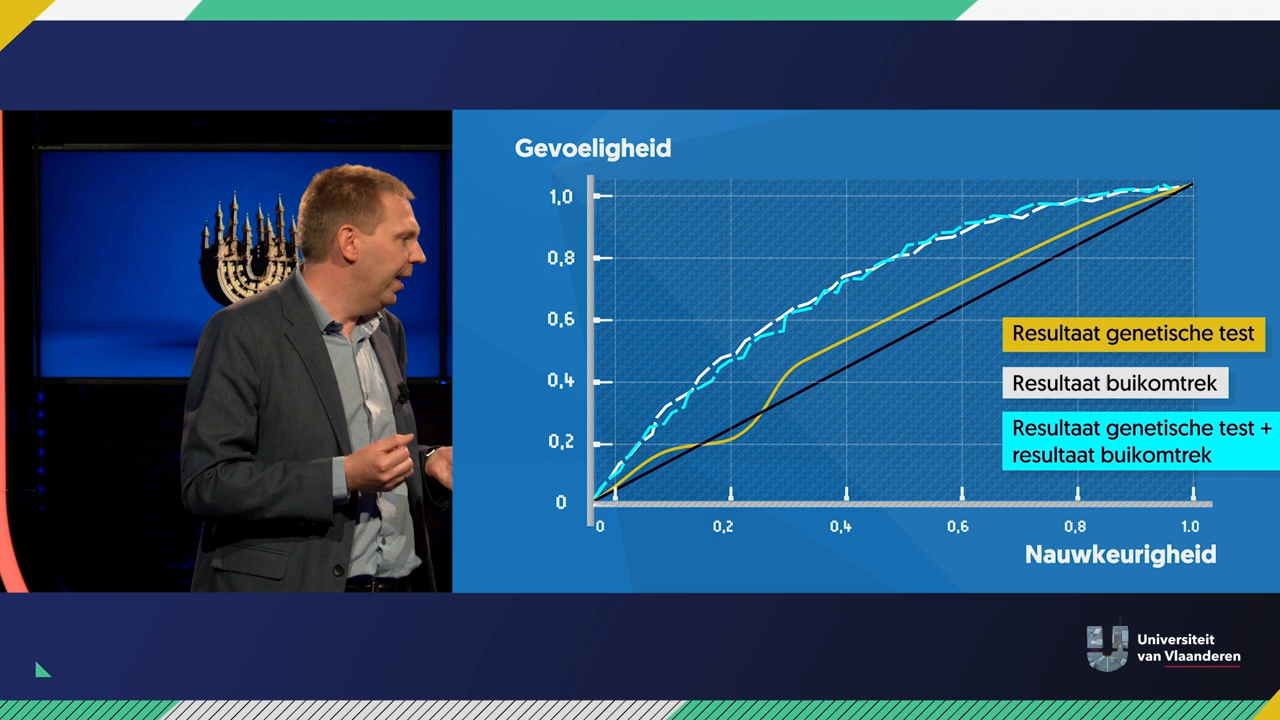 Gevoeligheid
1,0
0,8
0,6
0,4
0,2
0
0 0,2 0,4 0,6 0,8 1.0
Nauwkeurigheid
Resultaat genetische test
Resultaat buikomtrek
Resultaat genetische test +
resultaat buikomtrek
Universiteit
van Vlaanderen